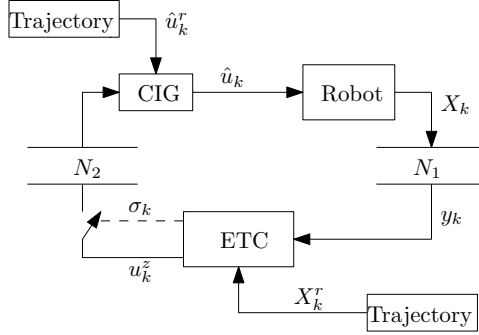 Trajectory
û^r_k
CIG
û_k
Robot
X_k
N_2
N_1
σ_k
y_k
ETC
u^z_k
X^r_k
Trajectory